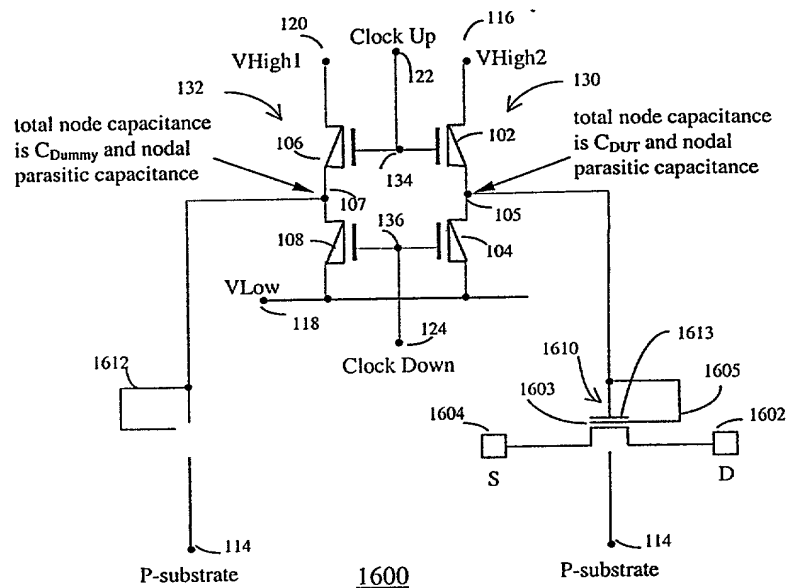 120
116
Clock Up
VHigh1
VHigh2
122
132
130
total node capacitance
is CDummy and nodal
parasitic capacitance
total node capacitance
is CDUT and nodal
parasitic capacitance
106
102
134
107
105
136
108
104
VLow
118
124
Clock Down
1612
1610
1613
1603
1605
1604
1602
S
D
114
114
P-substrate
1600
P-substrate